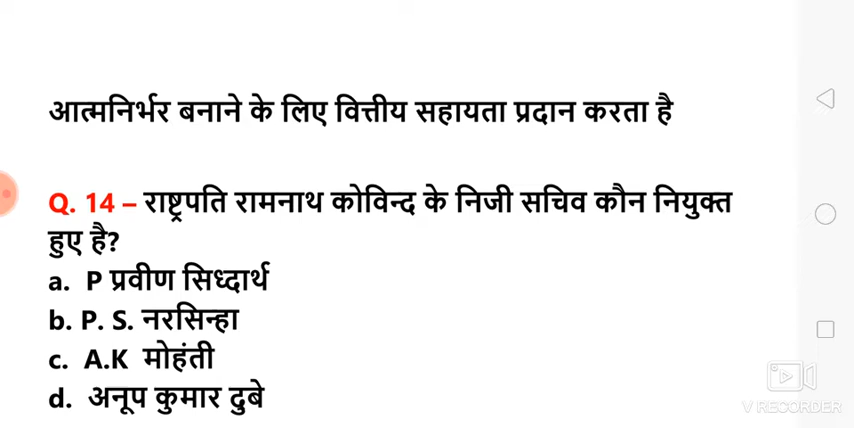 आत्मनिर्भर बनाने के लिए वित्तीय सहायता प्रदान करता है
Q. 14 – राष्ट्रपति रामनाथ कोविन्द के निजी सचिव कौन नियुक्त
हुए है?
a. P प्रवीण सिध्दार्थ
b. P. S. नरसिन्हा
c. A.K मोहंती
d. अनूप कुमार दुबे
V RECORDER